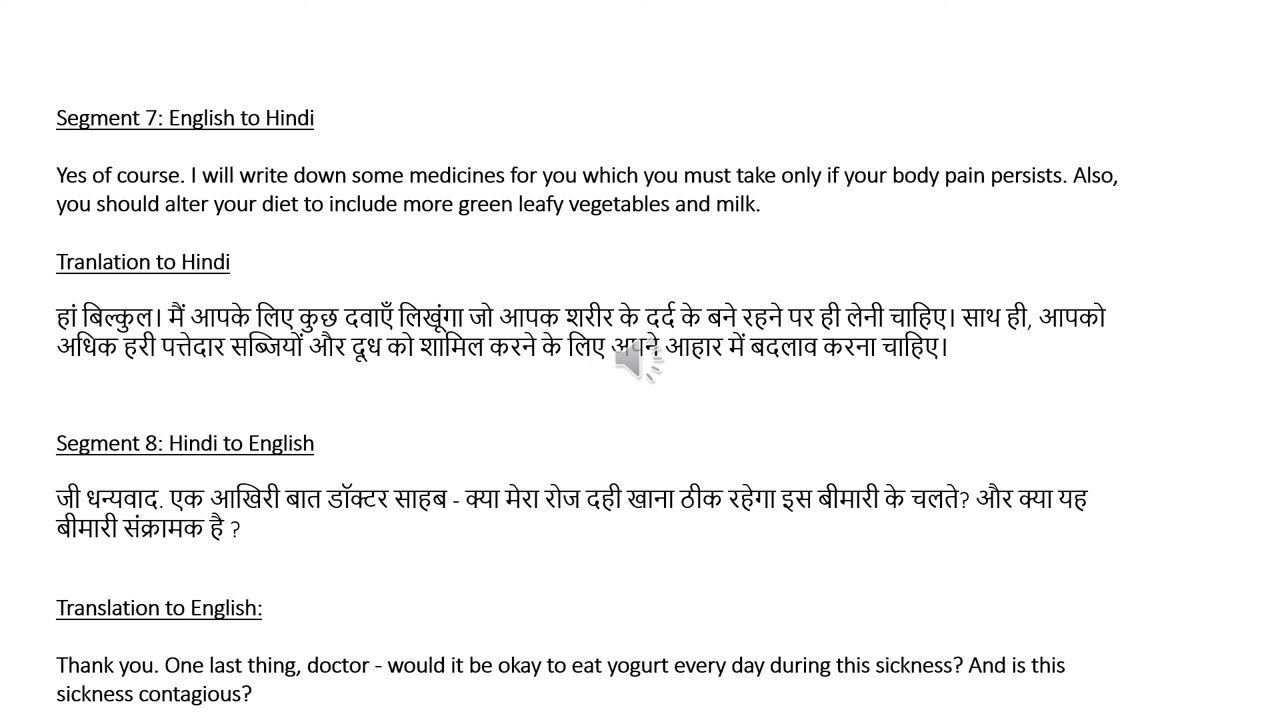 Segment 7: English to Hindi
Yes of course. I will write down some medicines for you which you must take only if your body pain persists. Also,
you should alter your diet to include more green leafy vegetables and milk.
Tranlation to Hindi
हां बिल्कुल। मैं आपके लिए कुछ दवाएँ लिखूंगा जो आपक शरीर के दर्द के बने रहने पर ही लेनी चाहिए। साथ ही, आपको
अधिक हरी पत्तेदार सब्जियों और दूध को शामिल करने के लिए अपने आहार में बदलाव करना चाहिए।
Segment 8: Hindi to English
जी धन्यवाद. एक आखिरी बात डॉक्टर साहब - क्या मेरा रोज दही खाना ठीक रहेगा इस बीमारी के चलते? और क्या यह
बीमारी संक्रामक है ?
Translation to English:
Thank you. One last thing, doctor - would it be okay to eat yogurt every day during this sickness? And is this
sickness contagious?